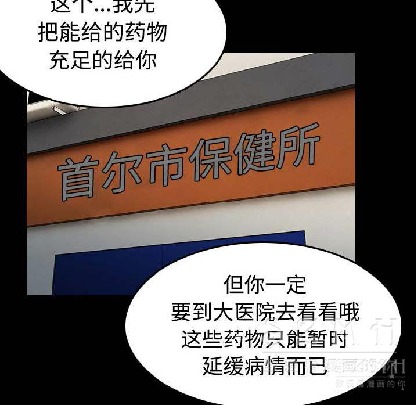 这个...我先
把能给的药物
充足的给你
首尔市保健所
但你一定
要到大医院去看看哦
这些药物只能暂时
延缓病情而已